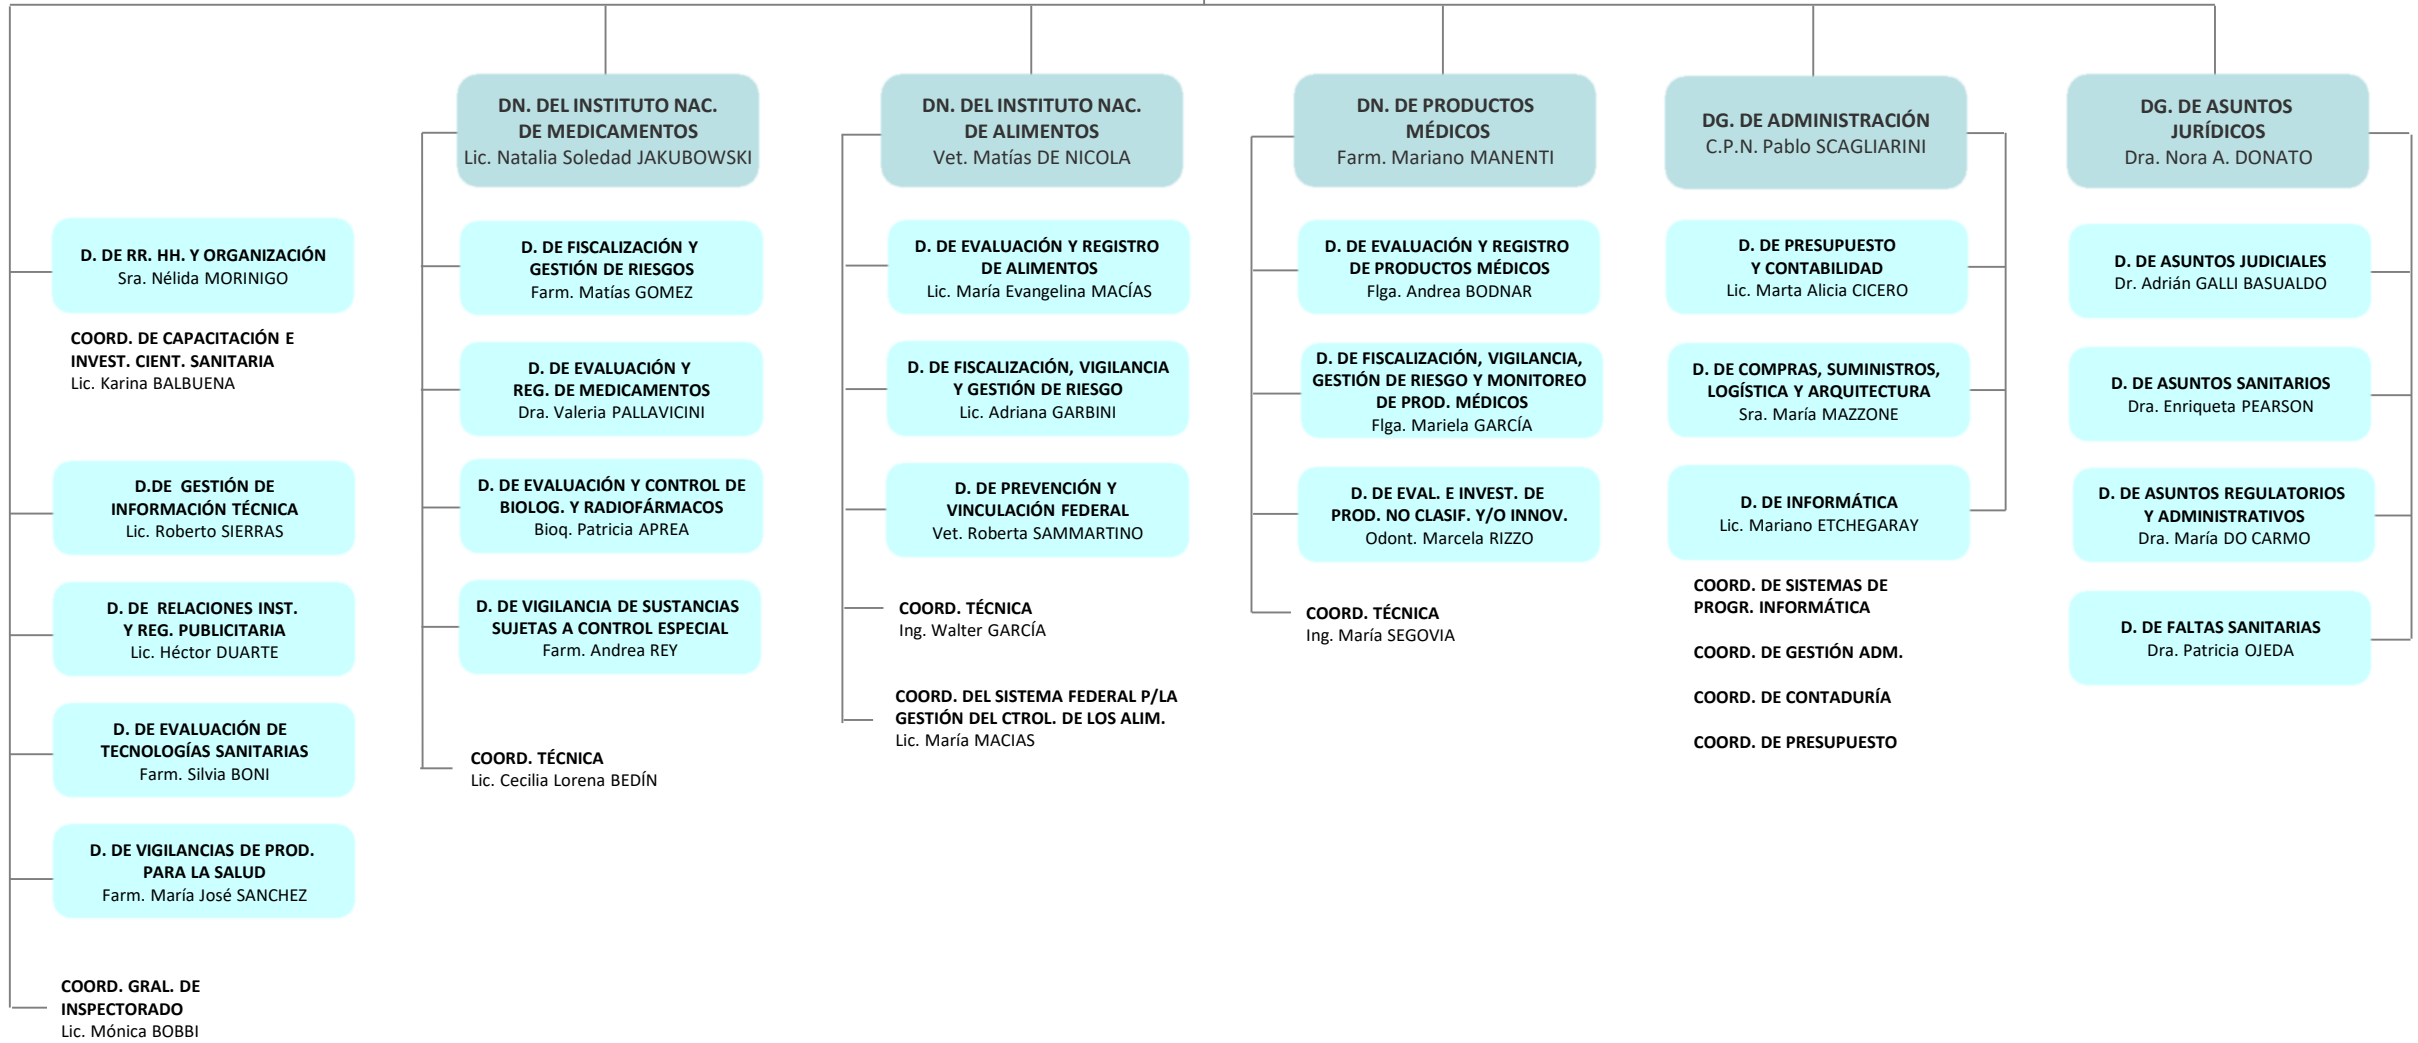 D. DE RR. HH. Y ORGANIZACIÓN
Sra. Nélida MORINIGO
COORD. DE CAPACITACIÓN E
INVEST. CIENT. SANITARIA
Lic. Karina BALBUENA
D.DE GESTIÓN DE
INFORMACIÓN TÉCNICA
Lic. Roberto SIERRAS
D. DE RELACIONES INST.
Y REG. PUBLICITARIA
Lic. Héctor DUARTE
D. DE EVALUACIÓN DE
TECNOLOGÍAS SANITARIAS
Farm. Silvia BONI
D. DE VIGILANCIAS DE PROD.
PARA LA SALUD
Farm. María José SANCHEZ
COORD. GRAL. DE
INSPECTORADO
Lic. Mónica BOBBI
DN. DEL INSTITUTO NAC.
DE MEDICAMENTOS
Lic. Natalia Soledad JAKUBOWSKI
D. DE FISCALIZACIÓN Y
GESTIÓN DE RIESGOS
Farm. Matías GOMEZ
D. DE EVALUACIÓN Y
REG. DE MEDICAMENTOS
Dra. Valeria PALLAVICINI
D. DE EVALUACIÓN Y CONTROL DE
BIOLOG. Y RADIOFÁRMACOS
Bioq. Patricia APREA
D. DE VIGILANCIA DE SUSTANCIAS
SUJETAS A CONTROL ESPECIAL
Farm. Andrea REY
COORD. TÉCNICA
Lic. Cecilia Lorena BEDÍN
DN. DEL INSTITUTO NAC.
DE ALIMENTOS
Vet. Matías DE NICOLA
D. DE EVALUACIÓN Y REGISTRO
DE ALIMENTOS
Lic. María Evangelina MACÍAS
D. DE FISCALIZACIÓN, VIGILANCIA
Y GESTIÓN DE RIESGO
Lic. Adriana GARBINI
D. DE PREVENCIÓN Y
VINCULACIÓN FEDERAL
Vet. Roberta SAMMARTINO
COORD. TÉCNICA
Ing. Walter GARCÍA
COORD. DEL SISTEMA FEDERAL P/LA
GESTIÓN DEL CTROL. DE LOS ALIM.
Lic. María MACIAS
DN. DE PRODUCTOS
MÉDICOS
Farm. Mariano MANENTI
D. DE EVALUACIÓN Y REGISTRO
DE PRODUCTOS MÉDICOS
Flga. Andrea BODNAR
D. DE FISCALIZACIÓN, VIGILANCIA,
GESTIÓN DE RIESGO Y MONITOREO
DE PROD. MÉDICOS
Flga. Mariela GARCÍA
D. DE EVAL. E INVEST. DE
PROD. NO CLASIF. Y/O INNOV.
Odont. Marcela RIZZO
COORD. TÉCNICA
Ing. María SEGOVIA
DG. DE ADMINISTRACIÓN
C.P.N. Pablo SCAGLIARINI
D. DE PRESUPUESTO
Y CONTABILIDAD
Lic. Marta Alicia CICERO
D. DE COMPRAS, SUMINISTROS,
LOGÍSTICA Y ARQUITECTURA
Sra. María MAZZONE
D. DE INFORMÁTICA
Lic. Mariano ETCHEGARAY
COORD. DE SISTEMAS DE
PROGR. INFORMÁTICA
COORD. DE GESTIÓN ADM.
COORD. DE CONTADURÍA
COORD. DE PRESUPUESTO
DG. DE ASUNTOS
JURÍDICOS
Dra. Nora A. DONATO
D. DE ASUNTOS JUDICIALES
Dr. Adrián GALLI BASUALDO
D. DE ASUNTOS SANITARIOS
Dra. Enriqueta PEARSON
D. DE ASUNTOS REGULATORIOS
Y ADMINISTRATIVOS
Dra. María DO CARMO
D. DE FALTAS SANITARIAS
Dra. Patricia OJEDA